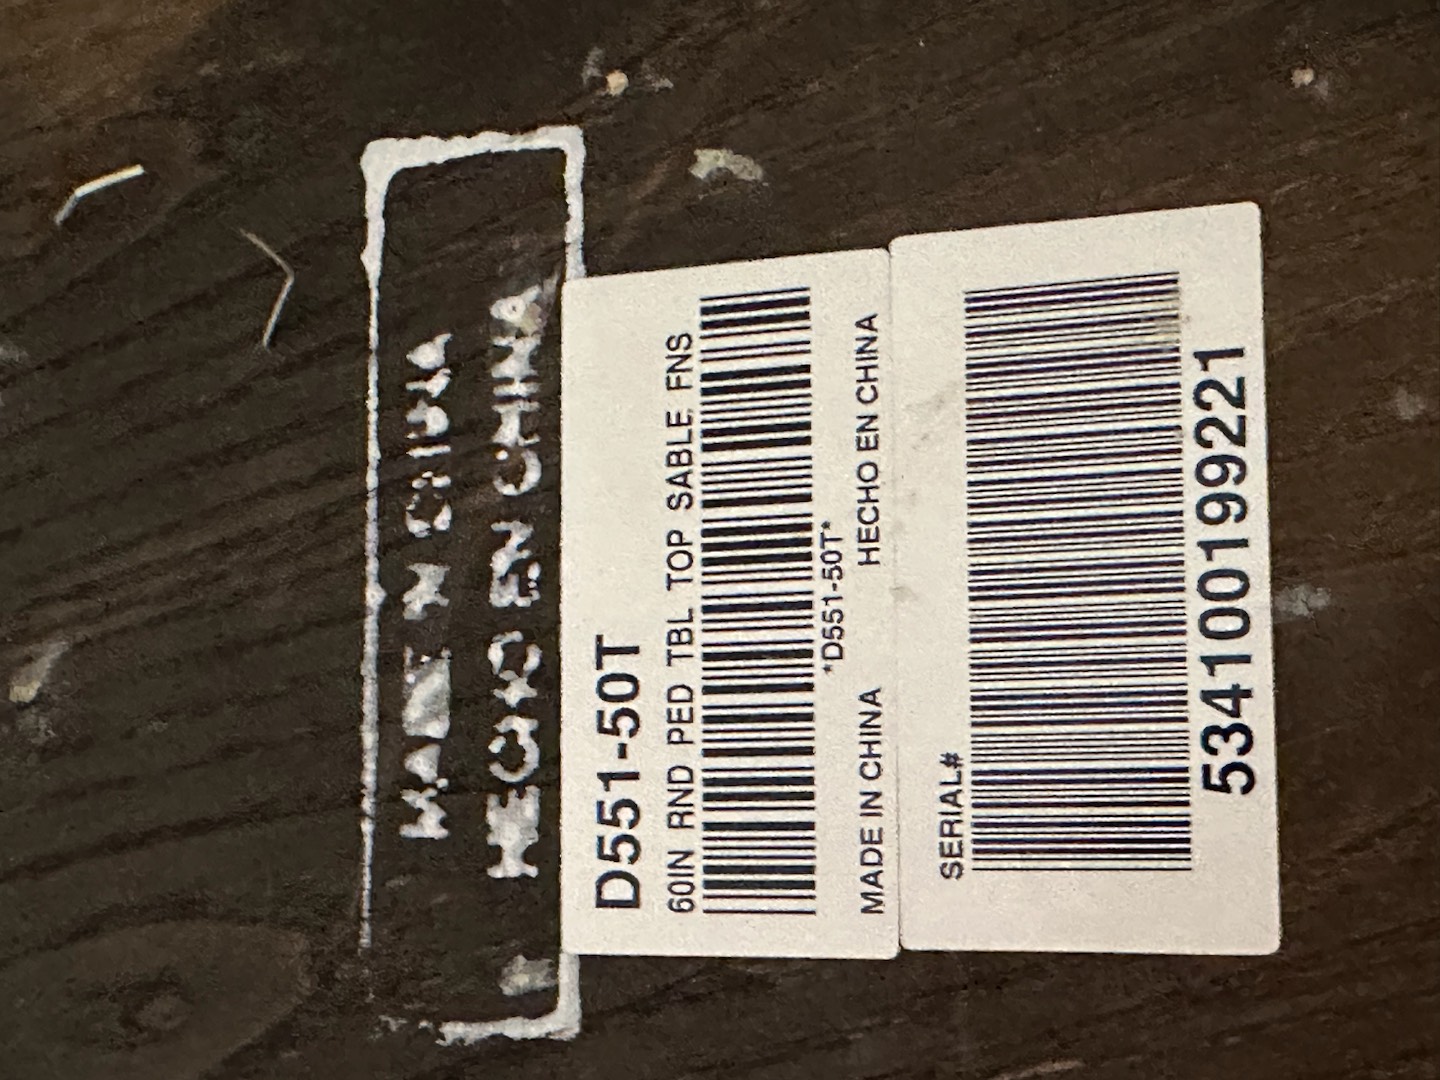 MADE IN CHINA
HECHO EN CHINA
D551-50T
60IN RND PED TBL TOP SABLE FNS
*D551-50T*
MADE IN CHINA HECHO EN CHINA
SERIAL#
534100199221